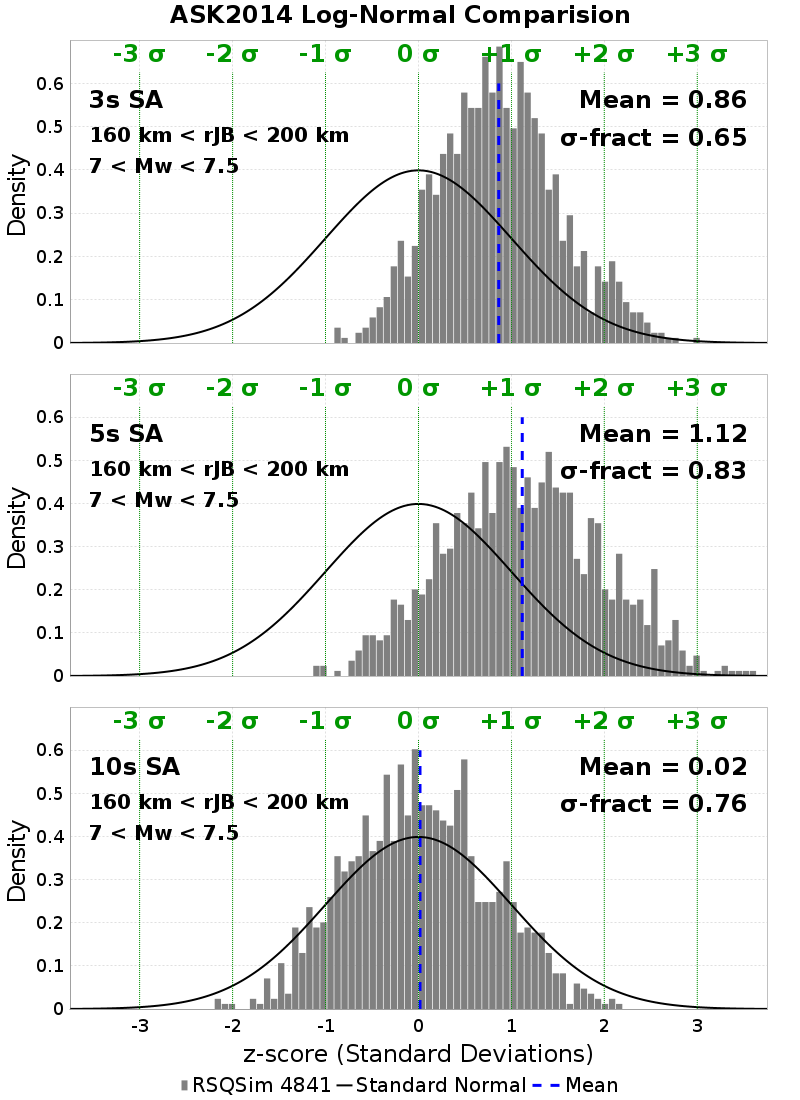 ASK2014 Log-Normal Comparision
-3 σ -2 σ -1 σ 0 σ +1 σ +2 σ +3 σ
3s SA
160 km < rJB < 200 km
7 < Mw < 7.5
Mean = 0.86
σ-fract = 0.65
Density
0.6
0.5
0.4
0.3
0.2
0.1
0
-3 σ -2 σ -1 σ 0 σ +1 σ +2 σ +3 σ
5s SA
160 km < rJB < 200 km
7 < Mw < 7.5
Mean = 1.12
σ-fract = 0.83
Density
0.6
0.5
0.4
0.3
0.2
0.1
0
-3 σ -2 σ -1 σ 0 σ +1 σ +2 σ +3 σ
10s SA
160 km < rJB < 200 km
7 < Mw < 7.5
Mean = 0.02
σ-fract = 0.76
Density
0.6
0.5
0.4
0.3
0.2
0.1
0
-3 -2 -1 0 1 2 3
z-score (Standard Deviations)
RSQSim 4841 Standard Normal Mean